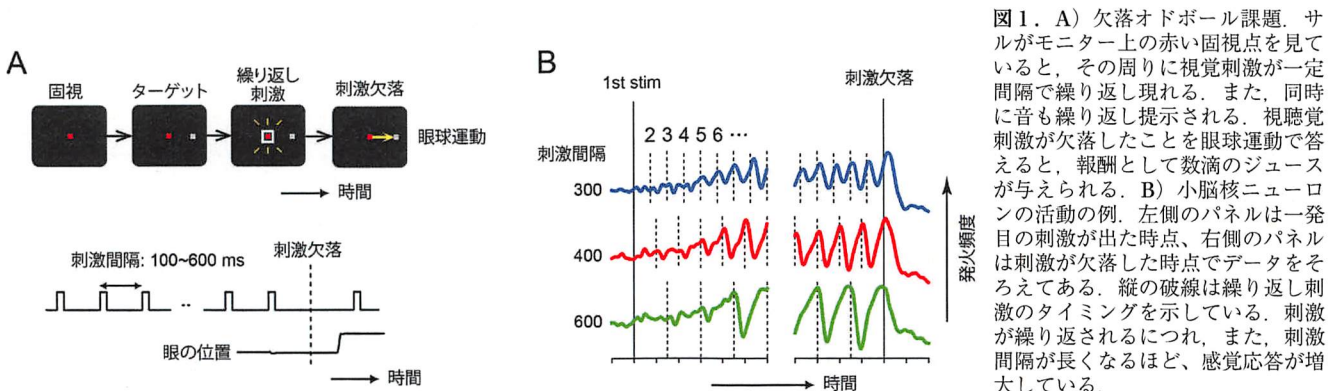 A
固視
ターゲット
繰り返し
刺激
刺激欠落
眼球運動
時間
刺激間隔: 100~600 ms
刺激欠落
眼の位置
時間
B
1st stim
刺激欠落
2 3 4 5 6 …
刺激間隔
300
400
600
発火頻度
時間
図1．A）欠落オドボール課題．サ
ルがモニター上の赤い固視点を見て
いると，その周りに視覚刺激が一定
間隔で繰り返し現れる．また，同時
に音も繰り返し提示される．視聴覚
刺激が欠落したことを眼球運動で答
えると，報酬として数滴のジュース
が与えられる．B）小脳核ニューロ
ンの活動の例．左側のパネルは一発
目の刺激が出た時点、右側のパネル
は刺激が欠落した時点でデータをそ
ろえてある．縦の破線は繰り返し刺
激のタイミングを示している．刺激
が繰り返されるにつれ，また，刺激
間隔が長くなるほど、感覚応答が増
大している．